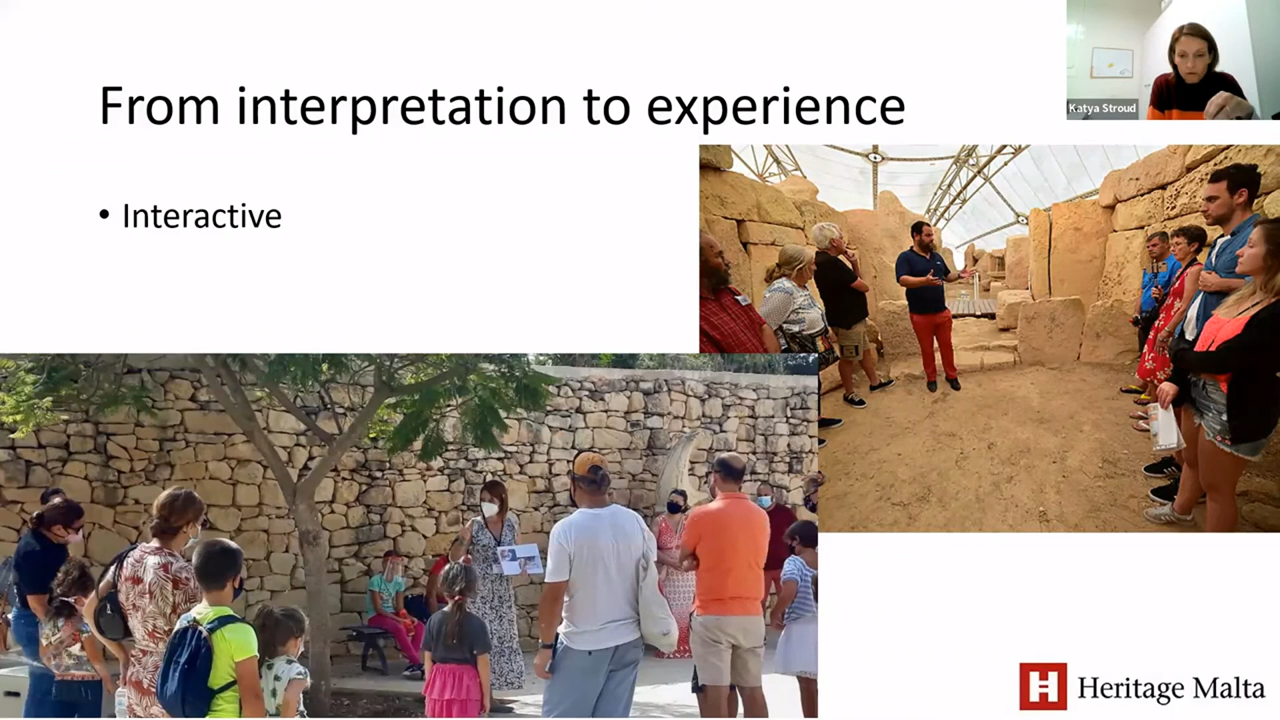 From interpretation to experience
Katya Stroud
• Interactive
H Heritage Malta